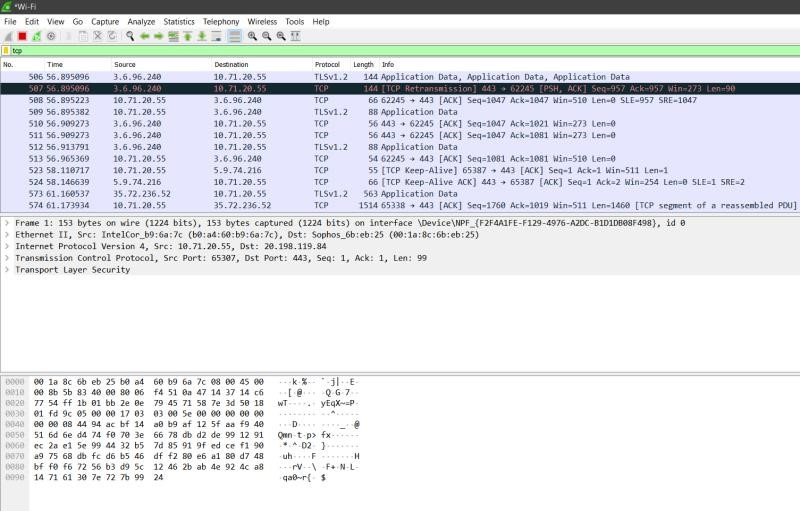 *Wi-Fi
File Edit View Go Capture Analyze Statistics Telephony Wireless Tools Help
tcp
No. Time Source Destination Protocol Length Info
506 56.895096 3.6.96.240 10.71.20.55 TLSv1.2 144 Application Data, Application Data, Application Data
507 56.895096 3.6.96.240 10.71.20.55 TCP 144 [TCP Retransmission] 443 → 62245 [PSH, ACK] Seq=957 Ack=957 Win=273 Len=90
508 56.895223 10.71.20.55 3.6.96.240 TCP 66 62245 → 443 [ACK] Seq=1047 Ack=1047 Win=510 Len=0 SLE=957 SRE=1047
509 56.895382 10.71.20.55 3.6.96.240 TLSv1.2 88 Application Data
510 56.909273 3.6.96.240 10.71.20.55 TCP 56 443 → 62245 [ACK] Seq=1047 Ack=1021 Win=273 Len=0
511 56.909273 3.6.96.240 10.71.20.55 TCP 56 443 → 62245 [ACK] Seq=1047 Ack=1081 Win=273 Len=0
512 56.913791 3.6.96.240 10.71.20.55 TLSv1.2 88 Application Data
513 56.965369 10.71.20.55 3.6.96.240 TCP 54 62245 → 443 [ACK] Seq=1081 Ack=1081 Win=510 Len=0
523 58.110717 10.71.20.55 5.9.74.216 TCP 55 [TCP Keep-Alive] 65387 → 443 [ACK] Seq=1 Ack=1 Win=511 Len=1
524 58.146639 5.9.74.216 10.71.20.55 TCP 66 [TCP Keep-Alive ACK] 443 → 65387 [ACK] Seq=1 Ack=2 Win=254 Len=0 SLE=1 SRE=2
573 61.160537 10.71.20.55 35.72.236.52 TLSv1.2 563 Application Data
574 61.173934 10.71.20.55 35.72.236.52 TCP 1514 65338 → 443 [ACK] Seq=1760 Ack=1019 Win=511 Len=1460 [TCP segment of a reassembled PDU]
> Frame 1: 153 bytes on wire (1224 bits), 153 bytes captured (1224 bits) on interface \Device\NPF_{F2F4A1FE-F129-4976-A2DC-B1D1DB08F498}, id 0
> Ethernet II, Src: IntelCor_b9:6a:7c (b0:a4:60:b9:6a:7c), Dst: Sophos_6b:eb:25 (00:1a:8c:6b:eb:25)
> Internet Protocol Version 4, Src: 10.71.20.55, Dst: 20.198.119.84
> Transmission Control Protocol, Src Port: 65307, Dst Port: 443, Seq: 1, Ack: 1, Len: 99
> Transport Layer Security
0000 00 1a 8c 6b eb 25 b0 a4 60 b9 6a 7c 08 00 45 00 ···k·%·· `·j|··E·
0010 00 8b 5b 83 40 00 80 06 f4 51 0a 47 14 37 14 c6 ··[·@··· ·Q·G·7··
0020 77 54 ff 1b 01 bb 2e 0e 79 45 71 58 7e 3d 50 18 wT····.· yEqX~=P·
0030 01 fd 9c 05 00 00 17 03 03 00 5e 00 00 00 00 00 ········ ··^·····
0040 00 00 08 44 94 ac bf 14 a0 b9 af 12 5f aa f9 40 ···D···· ····_··@
0050 51 6d 6e d4 74 f0 70 3e 66 78 db d2 de 99 12 91 Qmn·t·p> fx······
0060 ec 2a e1 5e 99 44 32 b5 7d 85 91 9f ed ce f1 90 ·*·^·D2· }·······
0070 a9 75 68 db fc d6 b5 46 df f2 80 e6 a1 80 d7 48 ·uh····F ·······H
0080 bf f0 f6 72 56 b3 d9 5c 12 46 2b ab 4e 92 4c a8 ···rV··\ ·F+·N·L·
0090 14 71 61 30 7e 72 7b 99 24 ·qa0~r{· $